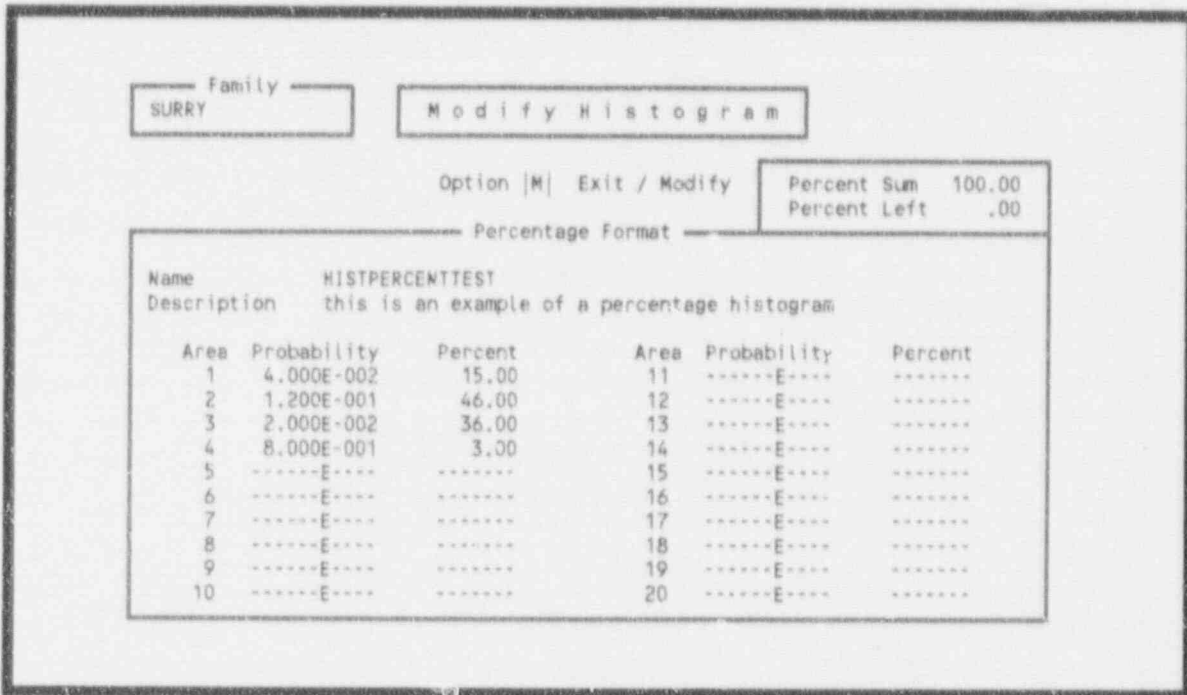 Family
SURRY
Modify Histogram
Option |M| Exit / Modify
Percent Sum 100.00
Percent Left .00
Percentage Format
Name HISTPERCENTTEST
Description this is an example of a percentage histogram
Area Probability Percent Area Probability Percent
1 4.000E-002 15.00 11 ------E---- -------
2 1.200E-001 46.00 12 ------E---- -------
3 2.000E-002 36.00 13 ------E---- -------
4 8.000E-001 3.00 14 ------E---- -------
5 ------E---- ------- 15 ------E---- -------
6 ------E---- ------- 16 ------E---- -------
7 ------E---- ------- 17 ------E---- -------
8 ------E---- ------- 18 ------E---- -------
9 ------E---- ------- 19 ------E---- -------
10 ------E---- ------- 20 ------E---- -------